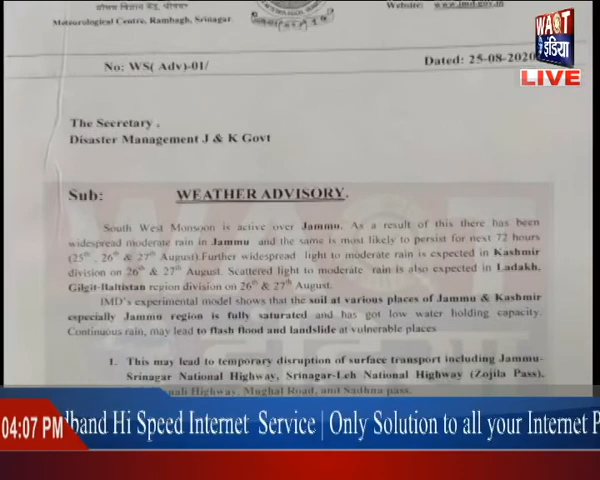 मौसम विज्ञान केंद्र, श्रीनगर
Meteorological Centre, Rambagh, Srinagar
Website: www.imd.gov.in
WAQT
इंडिया
LIVE
No: WS( Adv)-01/
Dated: 25-08-2020
The Secretary .
Disaster Management J & K Govt
Sub: WEATHER ADVISORY.
South West Monsoon is active over Jammu. As a result of this there has been
widespread moderate rain in Jammu and the same is most likely to persist for next 72 hours
(25th, 26th & 27th August).Further widespread light to moderate rain is expected in Kashmir
division on 26th & 27th August. Scattered light to moderate rain is also expected in Ladakh,
Gilgit-Baltistan region division on 26th & 27th August.
IMD's experimental model shows that the soil at various places of Jammu & Kashmir
especially Jammu region is fully saturated and has got low water holding capacity.
Continuous rain, may lead to flash flood and landslide at vulnerable places
1. This may lead to temporary disruption of surface transport including Jammu-
Srinagar National Highway, Srinagar-Leh National Highway (Zojila Pass),
Highway, Mughal Road, and Sadhna pass.
04:07 PM
dband Hi Speed Internet Service | Only Solution to all your Internet P